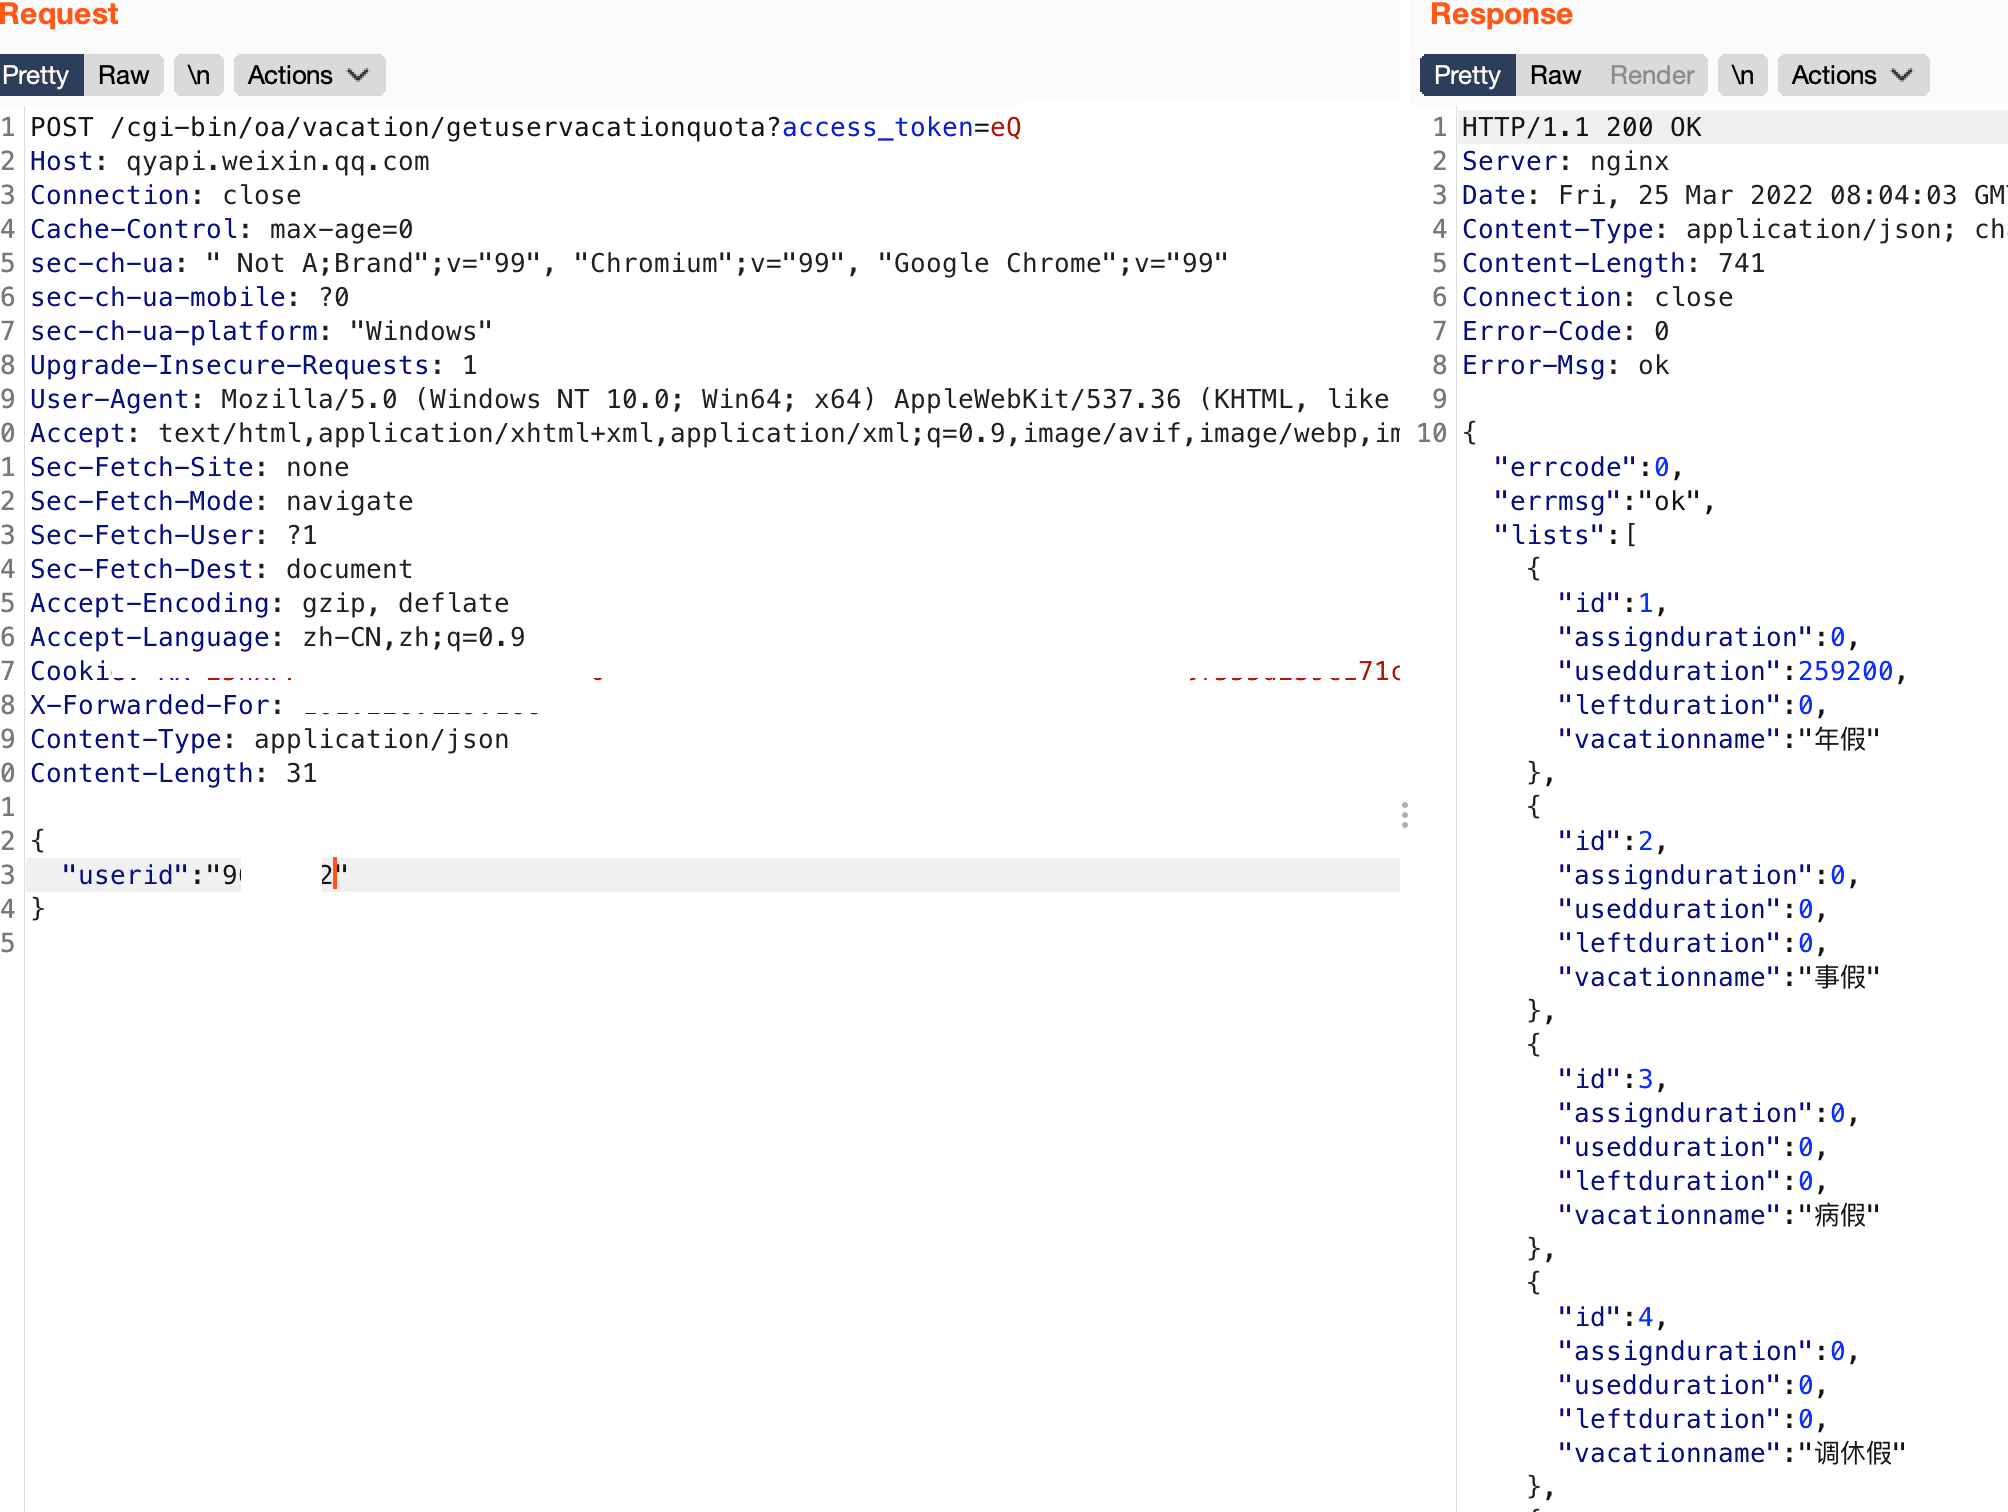 Request
Pretty Raw \n Actions
1 POST /cgi-bin/oa/vacation/getuservacationquota?access_token=eQ
2 Host: qyapi.weixin.qq.com
3 Connection: close
4 Cache-Control: max-age=0
5 sec-ch-ua: " Not A;Brand";v="99", "Chromium";v="99", "Google Chrome";v="99"
6 sec-ch-ua-mobile: ?0
7 sec-ch-ua-platform: "Windows"
8 Upgrade-Insecure-Requests: 1
9 User-Agent: Mozilla/5.0 (Windows NT 10.0; Win64; x64) AppleWebKit/537.36 (KHTML, like
0 Accept: text/html,application/xhtml+xml,application/xml;q=0.9,image/avif,image/webp,im
1 Sec-Fetch-Site: none
2 Sec-Fetch-Mode: navigate
3 Sec-Fetch-User: ?1
4 Sec-Fetch-Dest: document
5 Accept-Encoding: gzip, deflate
6 Accept-Language: zh-CN,zh;q=0.9
7 Cooki
8 X-Forwarded-For:
9 Content-Type: application/json
0 Content-Length: 31
1
2 {
3 "userid":"9 2"
4 }
5
Response
Pretty Raw Render \n Actions
1 HTTP/1.1 200 OK
2 Server: nginx
3 Date: Fri, 25 Mar 2022 08:04:03 GM
4 Content-Type: application/json; ch
5 Content-Length: 741
6 Connection: close
7 Error-Code: 0
8 Error-Msg: ok
9
10 {
"errcode":0,
"errmsg":"ok",
"lists":[
{
"id":1,
"assignduration":0,
"usedduration":259200,
"leftduration":0,
"vacationname":"年假"
},
{
"id":2,
"assignduration":0,
"usedduration":0,
"leftduration":0,
"vacationname":"事假"
},
{
"id":3,
"assignduration":0,
"usedduration":0,
"leftduration":0,
"vacationname":"病假"
},
{
"id":4,
"assignduration":0,
"usedduration":0,
"leftduration":0,
"vacationname":"调休假"
},